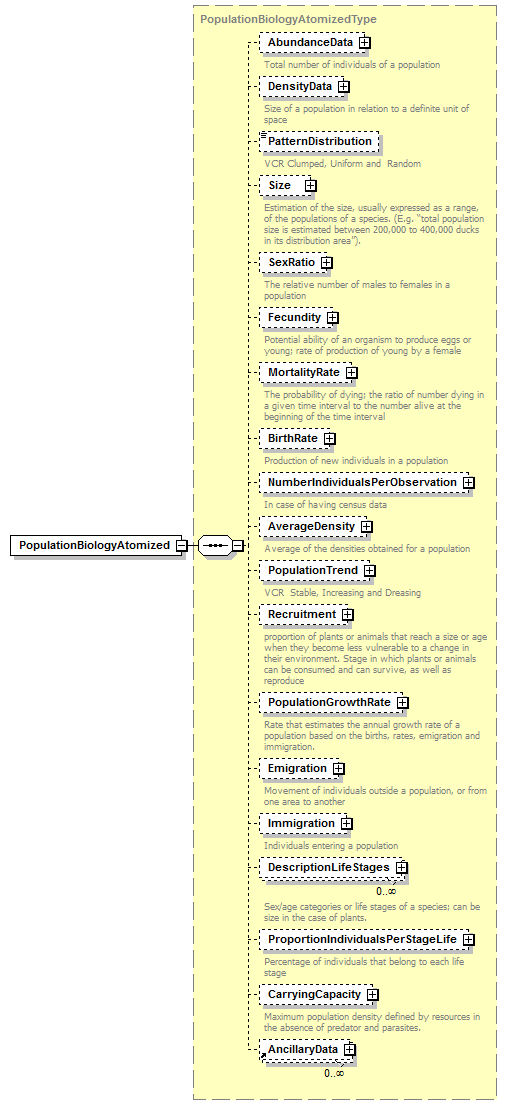 PopulationBiologyAtomizedType
AbundanceData
Total number of individuals of a population
DensityData
Size of a population in relation to a definite unit of
space
PatternDistribution
VCR Clumped, Uniform and  Random
Size
Estimation of the size, usually expressed as a range,
of the populations of a species. (E.g. "total population
size is estimated between 200,000 to 400,000 ducks
in its distribution area").
SexRatio
The relative number of males to females in a
population
Fecundity
Potential ability of an organism to produce eggs or
young; rate of production of young by a female
MortalityRate
The probability of dying; the ratio of number dying in
a given time interval to the number alive at the
beginning of the time interval
BirthRate
Production of new individuals in a population
NumberIndividualsPerObservation
In case of having census data
PopulationBiologyAtomized
AverageDensity
Average of the densities obtained for a population
PopulationTrend
VCR  Stable, Increasing and Dreasing
Recruitment
proportion of plants or animals that reach a size or age
when they become less vulnerable to a change in
their environment. Stage in which plants or animals
can be consumed and can survive, as well as
reproduce
PopulationGrowthRate
Rate that estimates the annual growth rate of a
population based on the births, rates, emigration and
immigration.
Emigration
Movement of individuals outside a population, or from
one area to another
Immigration
Individuals entering a population
DescriptionLifeStages
0..∞
Sex/age categories or life stages of a species; can be
size in the case of plants.
ProportionIndividualsPerStageLife
Percentage of individuals that belong to each life
stage
CarryingCapacity
Maximum population density defined by resources in
the absence of predator and parasites.
AncillaryData
0..∞